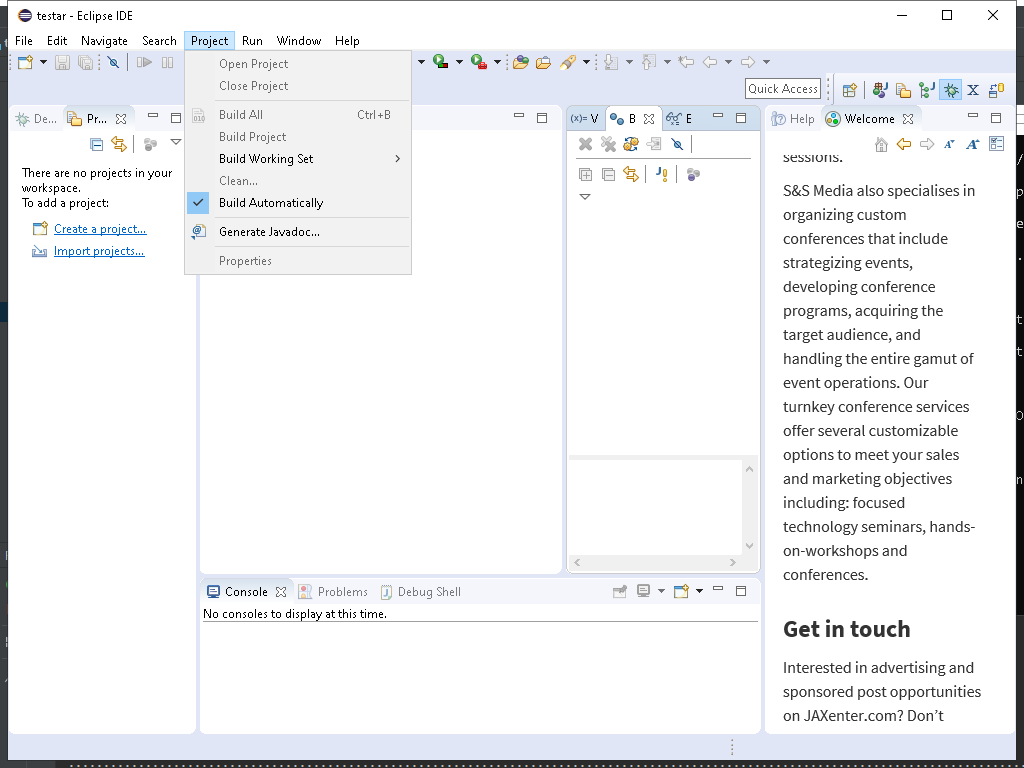 testar - Eclipse IDE
File Edit Navigate Search Project Run Window Help
Quick Access
Open Project
Close Project
Build All Ctrl+B
Build Project
Build Working Set
Clean...
Build Automatically
Generate Javadoc...
Properties
De...
Pr...
There are no projects in your
workspace.
To add a project:
Create a project...
Import projects...
(x)= V
B
E
Console
Problems
Debug Shell
No consoles to display at this time.
Help
Welcome
sessions.
S&S Media also specialises in
organizing custom
conferences that include
strategizing events,
developing conference
programs, acquiring the
target audience, and
handling the entire gamut of
event operations. Our
turnkey conference services
offer several customizable
options to meet your sales
and marketing objectives
including: focused
technology seminars, hands-
on-workshops and
conferences.
Get in touch
Interested in advertising and
sponsored post opportunities
on JAXenter.com? Don’t